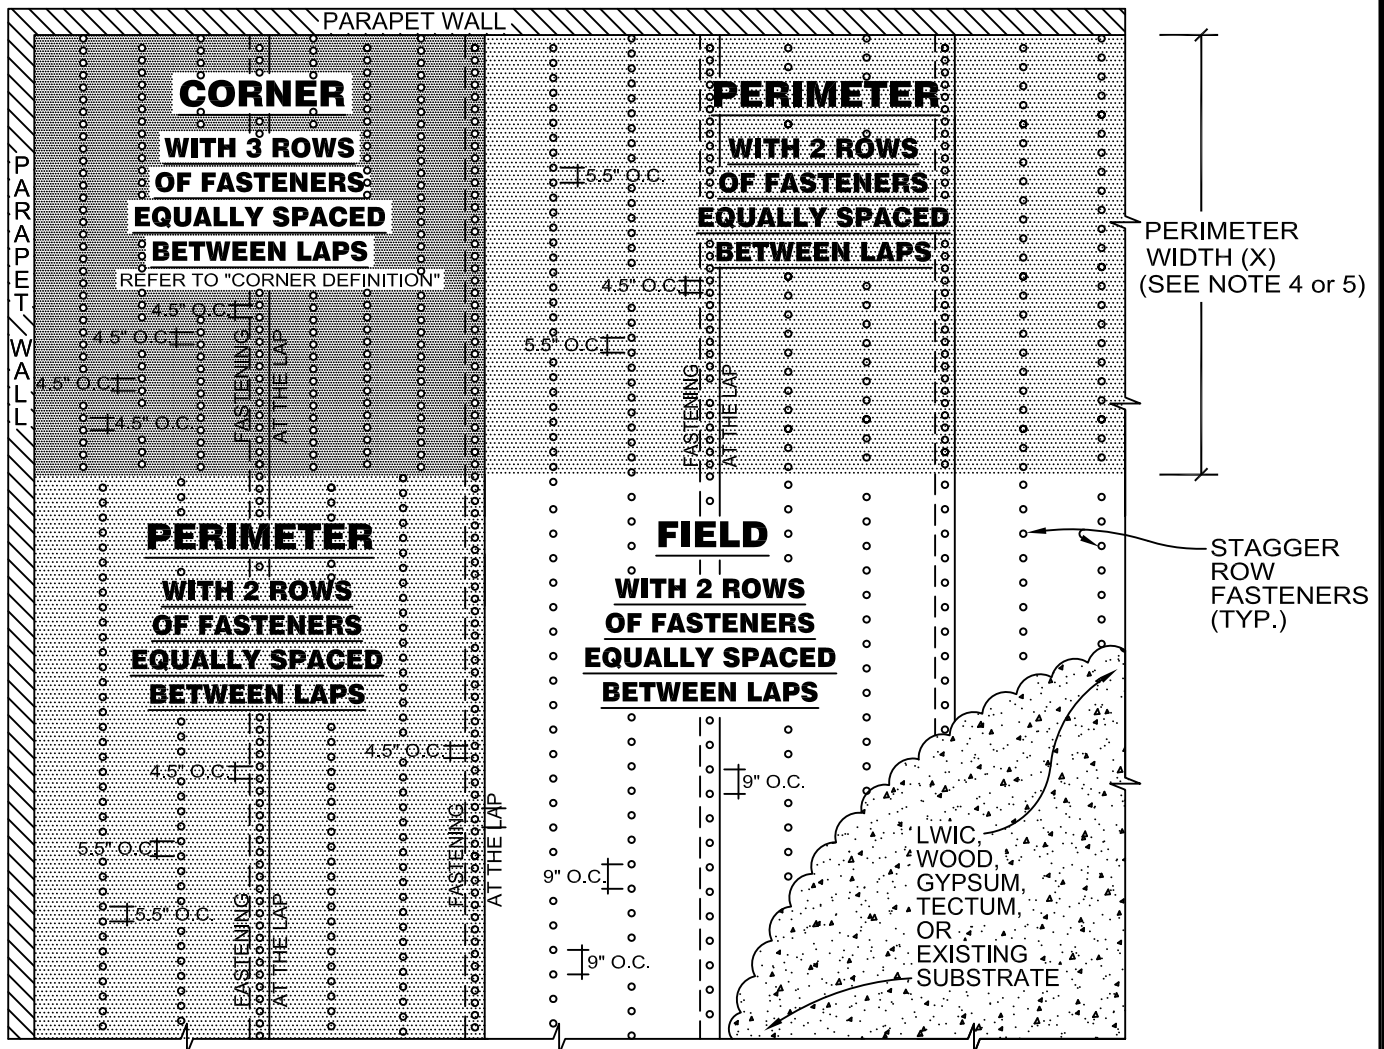 PARAPET WALL
PARAPET WALL
CORNER
WITH 3 ROWS
OF FASTENERS
EQUALLY SPACED
BETWEEN LAPS
REFER TO "CORNER DEFINITION"
4.5" O.C.
4.5" O.C.
4.5" O.C.
4.5" O.C.
FASTENING
AT THE LAP
PERIMETER
WITH 2 ROWS
OF FASTENERS
EQUALLY SPACED
BETWEEN LAPS
5.5" O.C.
4.5" O.C.
5.5" O.C.
FASTENING
AT THE LAP
PERIMETER
WIDTH (X)
(SEE NOTE 4 or 5)
PERIMETER
WITH 2 ROWS
OF FASTENERS
EQUALLY SPACED
BETWEEN LAPS
4.5" O.C.
4.5" O.C.
5.5" O.C.
5.5" O.C.
FASTENING
AT THE LAP
FASTENING
AT THE LAP
FIELD
WITH 2 ROWS
OF FASTENERS
EQUALLY SPACED
BETWEEN LAPS
9" O.C.
9" O.C.
9" O.C.
STAGGER
ROW
FASTENERS
(TYP.)
LWIC,
WOOD,
GYPSUM,
TECTUM,
OR
EXISTING
SUBSTRATE